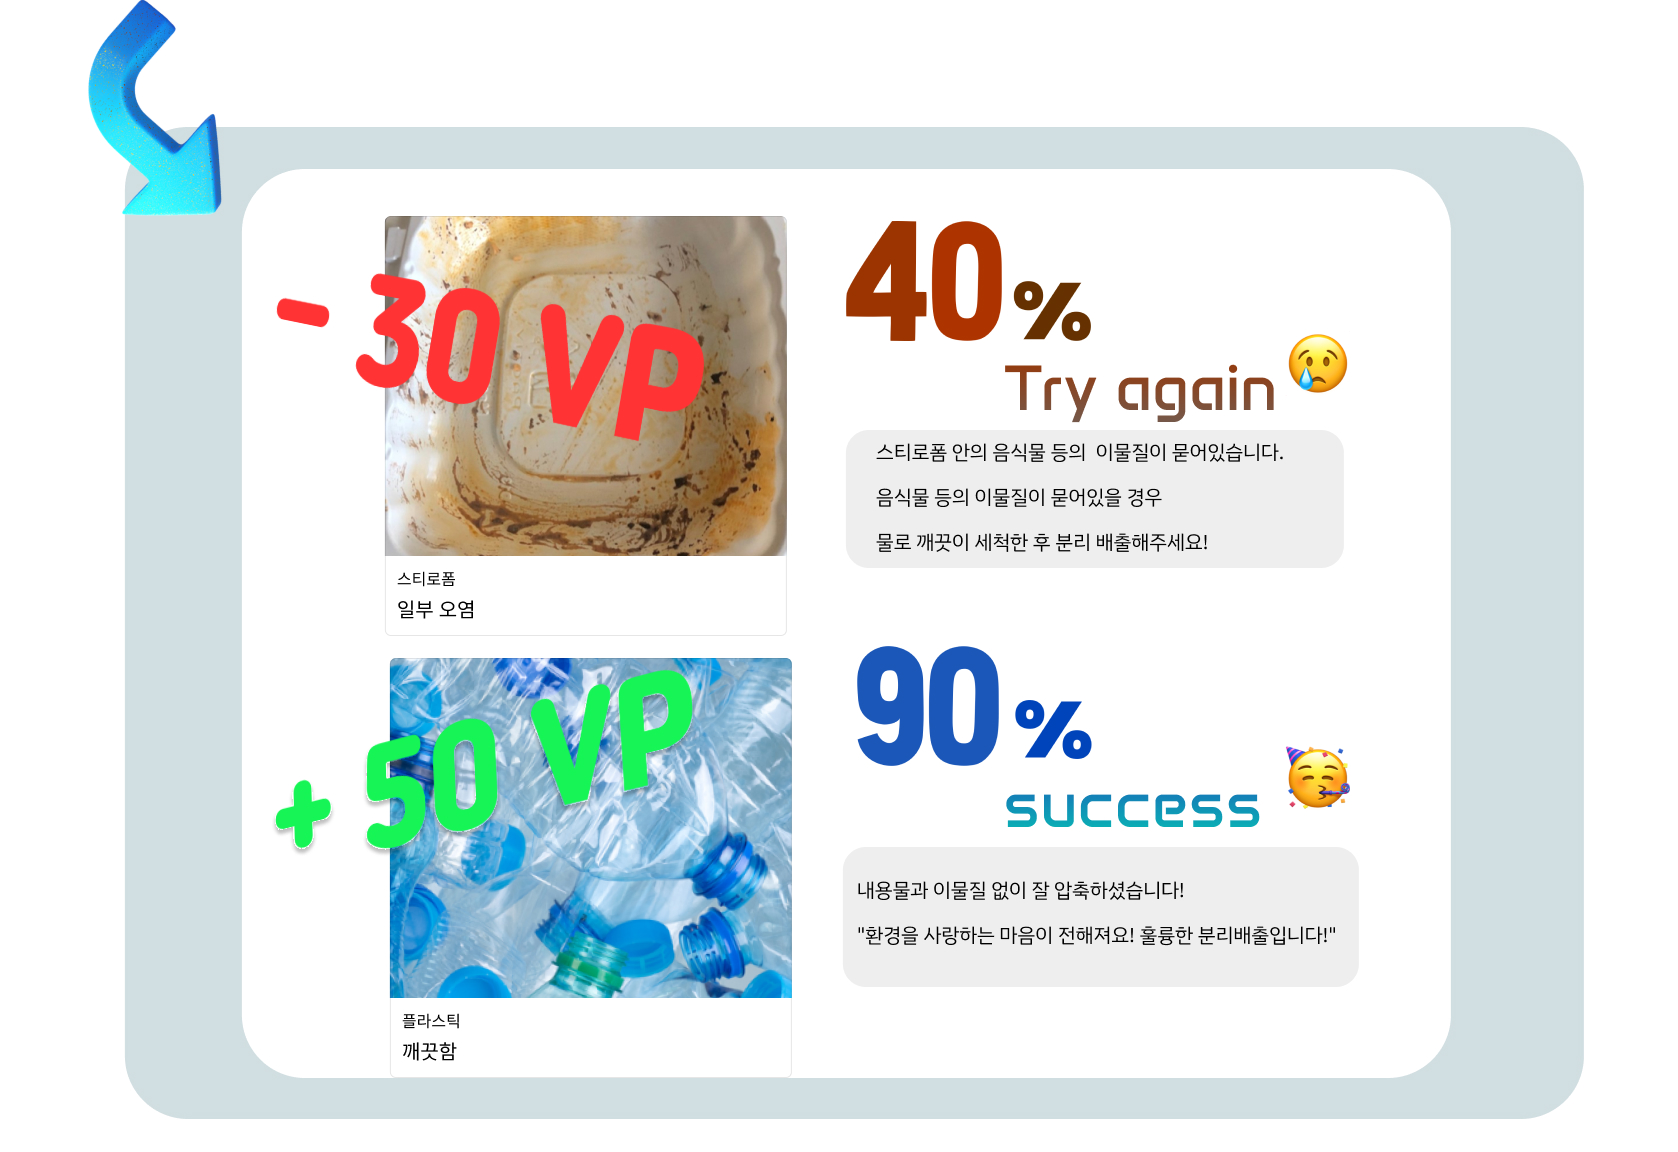 - 30 VP
스티로폼
일부 오염
40 %
Try again
스티로폼 안의 음식물 등의  이물질이 묻어있습니다.
음식물 등의 이물질이 묻어있을 경우
물로 깨끗이 세척한 후 분리 배출해주세요!
+ 50 VP
플라스틱
깨끗함
90 %
success
내용물과 이물질 없이 잘 압축하셨습니다!
"환경을 사랑하는 마음이 전해져요! 훌륭한 분리배출입니다!"